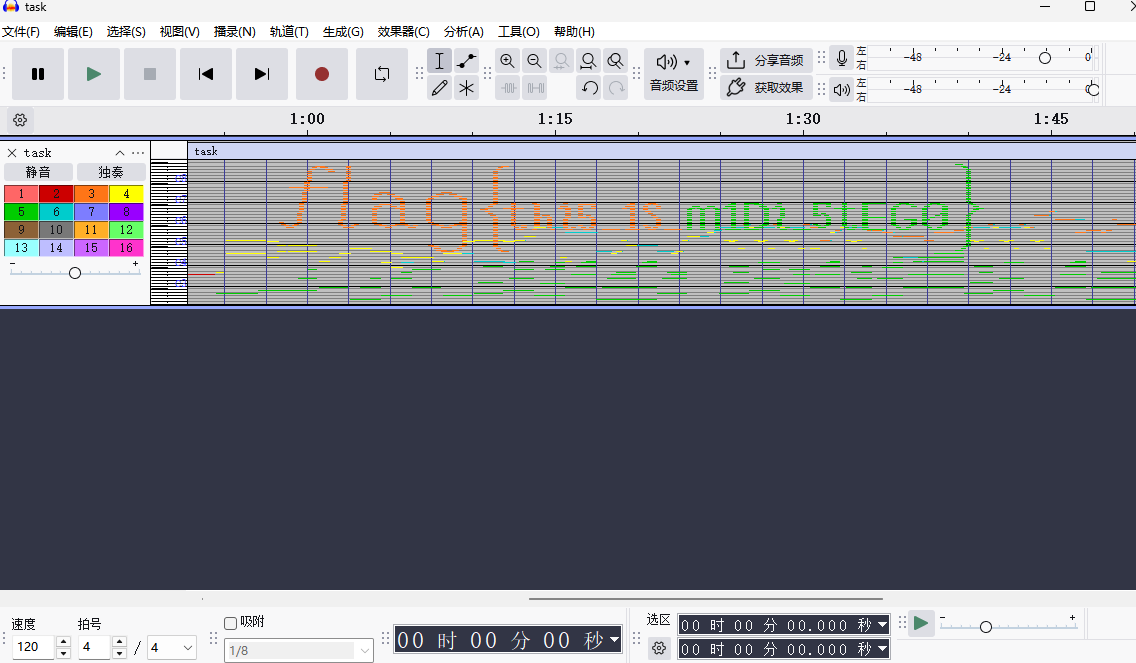 task
文件(F) 编辑(E) 选择(S) 视图(V) 播录(N) 轨道(T) 生成(G) 效果器(C) 分析(A) 工具(O) 帮助(H)
音频设置
分享音频
获取效果
左
右
-48 -24 0
左
右
-48 -24 0
1:00 1:15 1:30 1:45
task
静音 独奏
1 2 3 4
5 6 7 8
9 10 11 12
13 14 15 16
- +
task
flag{
速度
120
拍号
4 / 4
吸附
1/8
00 时 00 分 00 秒
选区
00 时 00 分 00.000 秒
00 时 00 分 00.000 秒
- +